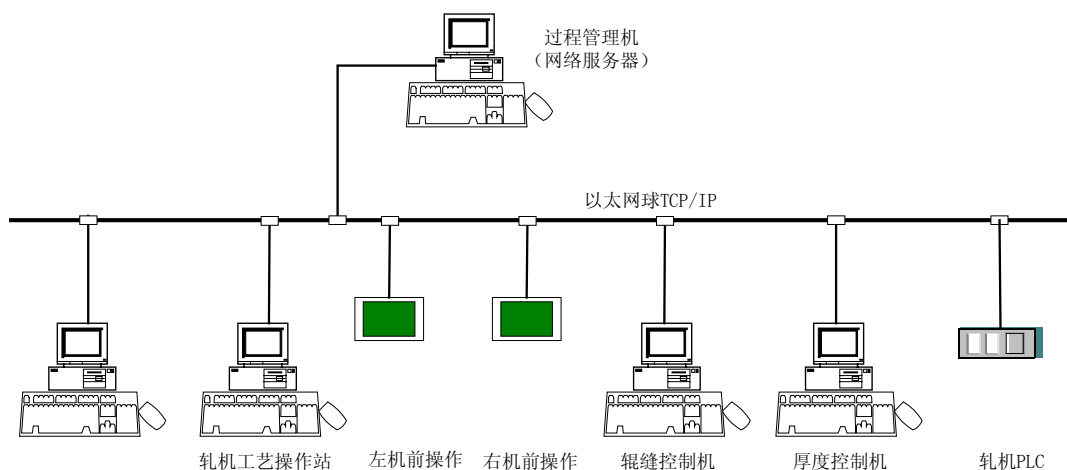 过程管理机
（网络服务器）
以太网球TCP/IP
轧机工艺操作站
左机前操作
右机前操作
辊缝控制机
厚度控制机
轧机PLC